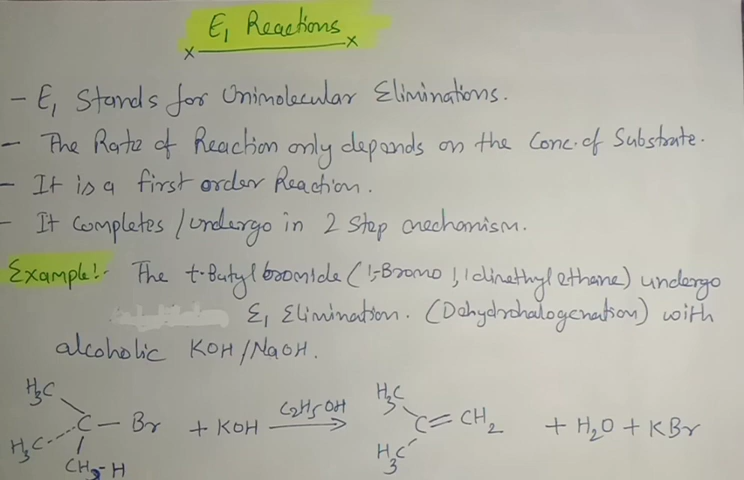 E₁ Reactions
- E₁ Stands for Unimolecular Eliminations.
- The Rate of Reaction only depends on the Conc. of Substrate.
- It is a first order Reaction.
- It Completes / Undergo in 2 Step mechanism.
Example:- The t-Butyl bromide (1,-Bromo 1,1 dimethyl ethane) undergo
E₁ Elimination. (Dehydrohalogenation) with
alcoholic KOH/NaOH.
H₃C H₃C C - Br CH₂-H + KOH C₂H₅OH → H₃C H₃C C=CH₂ + H₂O + KBr